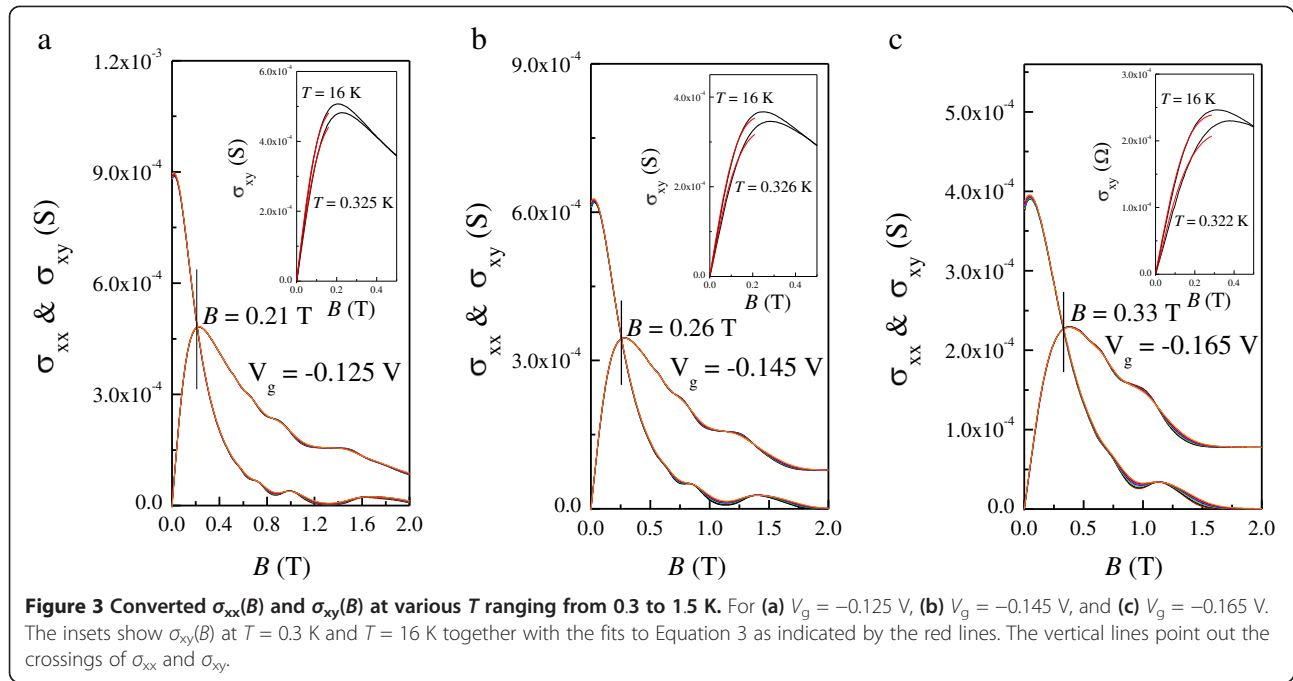 a
1.2x10⁻³
9.0x10⁻⁴
6.0x10⁻⁴
3.0x10⁻⁴
0.0
σxx & σxy (S)
0.0 0.4 0.8 1.2 1.6 2.0
B (T)
B = 0.21 T
Vg = -0.125 V
6.0x10⁻⁴
4.0x10⁻⁴
2.0x10⁻⁴
0.0
σxy (S)
T = 16 K
T = 0.325 K
0.0 0.2 0.4
B (T)
b
9.0x10⁻⁴
6.0x10⁻⁴
3.0x10⁻⁴
0.0
σxx & σxy (S)
0.0 0.5 1.0 1.5 2.0
B (T)
B = 0.26 T
Vg = -0.145 V
4.0x10⁻⁴
2.0x10⁻⁴
0.0
σxy (S)
T = 16 K
T = 0.326 K
0.0 0.2 0.4
B (T)
c
5.0x10⁻⁴
4.0x10⁻⁴
3.0x10⁻⁴
2.0x10⁻⁴
1.0x10⁻⁴
0.0
σxx & σxy (S)
0.0 0.5 1.0 1.5 2.0
B (T)
B = 0.33 T
Vg = -0.165 V
3.0x10⁻⁴
2.0x10⁻⁴
1.0x10⁻⁴
0.0
σxy (Ω)
T = 16 K
T = 0.322 K
0.0 0.2 0.4
B (T)
Figure 3 Converted σxx(B) and σxy(B) at various T ranging from 0.3 to 1.5 K. For (a) Vg = −0.125 V, (b) Vg = −0.145 V, and (c) Vg = −0.165 V.
The insets show σxy(B) at T = 0.3 K and T = 16 K together with the fits to Equation 3 as indicated by the red lines. The vertical lines point out the
crossings of σxx and σxy.